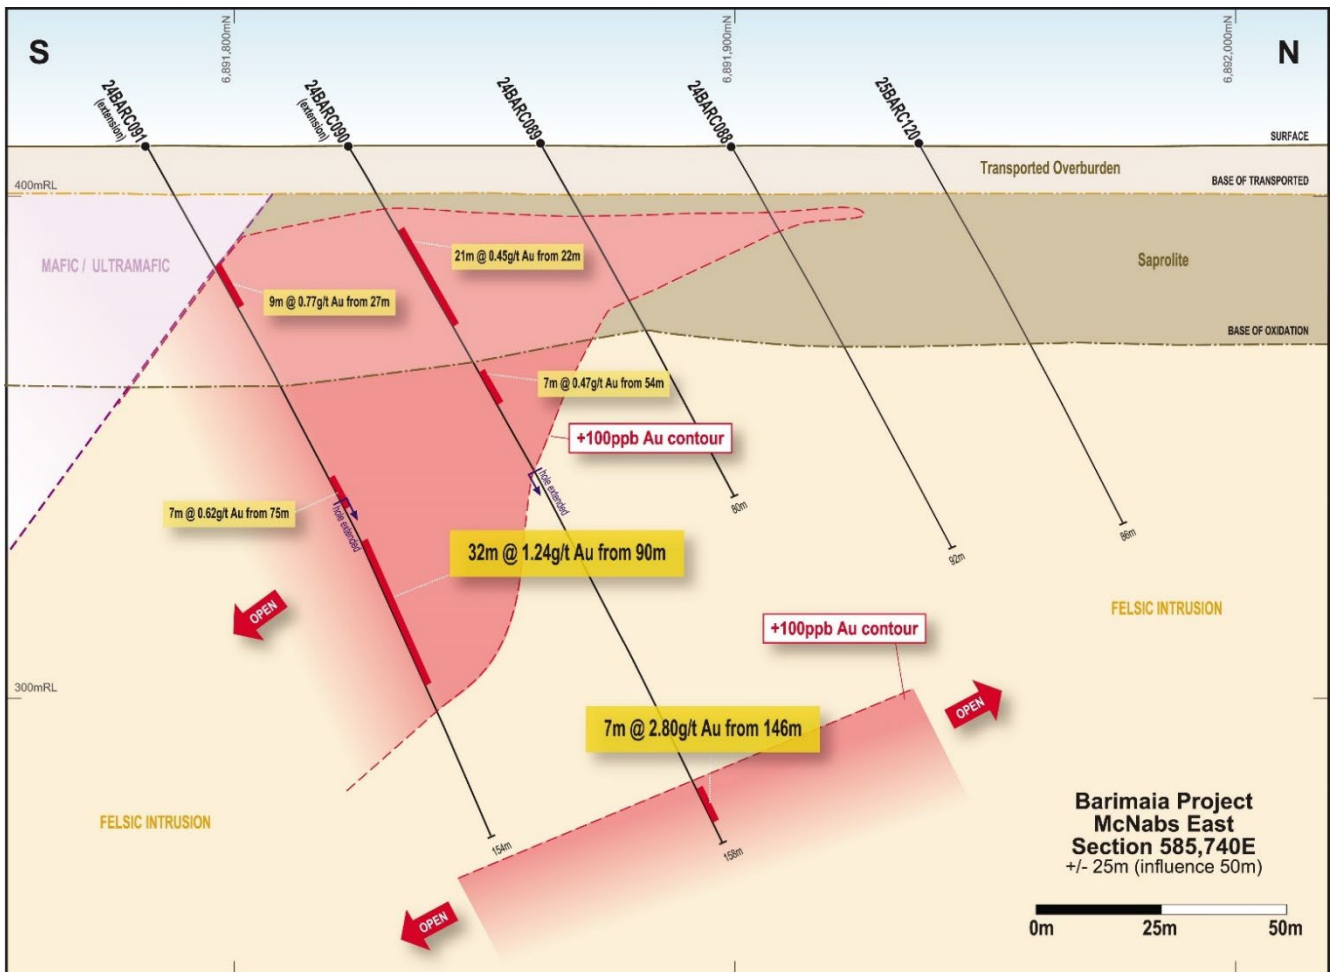 S
N
6,891,800mN
6,891,900mN
6,892,000mN
24BARC091
(extension)
24BARC090
(extension)
24BARC089
24BARC088
25BARC120
SURFACE
Transported Overburden
400mRL
BASE OF TRANSPORTED
MAFIC / ULTRAMAFIC
21m @ 0.45g/t Au from 22m
Saprolite
9m @ 0.77g/t Au from 27m
BASE OF OXIDATION
7m @ 0.47g/t Au from 54m
+100ppb Au contour
hole extended
80m
7m @ 0.62g/t Au from 75m
hole extended
86m
32m @ 1.24g/t Au from 90m
92m
OPEN
FELSIC INTRUSION
+100ppb Au contour
300mRL
OPEN
7m @ 2.80g/t Au from 146m
FELSIC INTRUSION
154m
158m
OPEN
Barimaia Project
McNabs East
Section 585,740E
+/- 25m (influence 50m)
0m
25m
50m